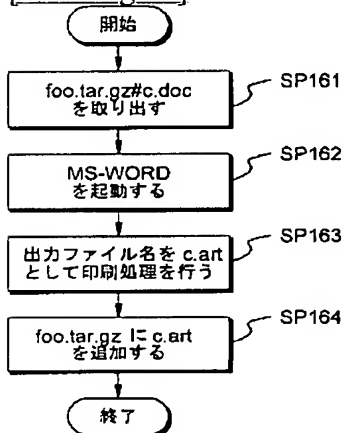 開始
foo.tar.gz#c.doc
を取り出す
SP161
MS-WORD
を起動する
SP162
出力ファイル名を c.art
として印刷処理を行う
SP163
foo.tar.gz に c.art
を追加する
SP164
終了